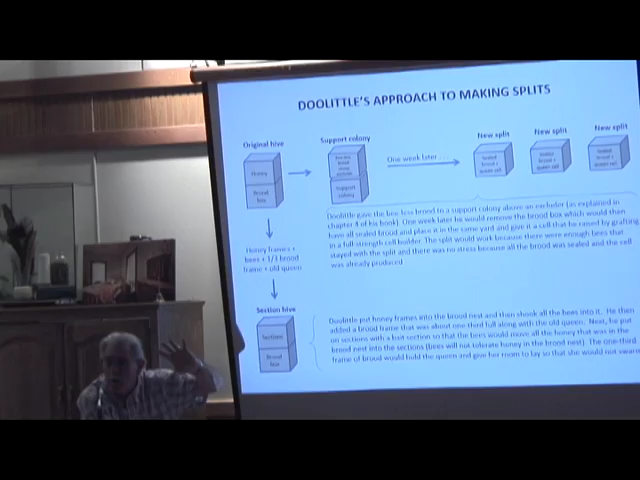 DOOLITTLE'S APPROACH TO MAKING SPLITS
Original hive
Honey
Brood
box
Support colony
Support
colony
One week later . . .
New split
Sealed
brood +
queen cell
New split
Sealed
brood +
queen cell
New split
Sealed
brood +
queen cell
Doolittle gave the bee-less brood to a support colony above an excluder (as explained in
chapter 4 of his book). One week later he would remove the brood box which would than
have all sealed brood and place it in the same yard and give it a cell that he raised by grafting
in a full-strength cell builder. The split would work because there were enough bees that
stayed with the split and there was no stress because all the brood was sealed and the cell
was already produced
Honey frames +
bees + 1/3 brood
frame + old queen
Section hive
Sections
Brood
box
Doolittle put honey frames into the brood nest and then shook all the bees into it. He then
added a brood frame that was about one third full along with the old queen. Next, he put
on sections with a bait section so that the bees would move all the honey that was in the
brood nest into the sections (bees will not tolerate honey in the brood nest). The one-third
frame of brood would hold the queen and give her room to lay so that she would not swarm